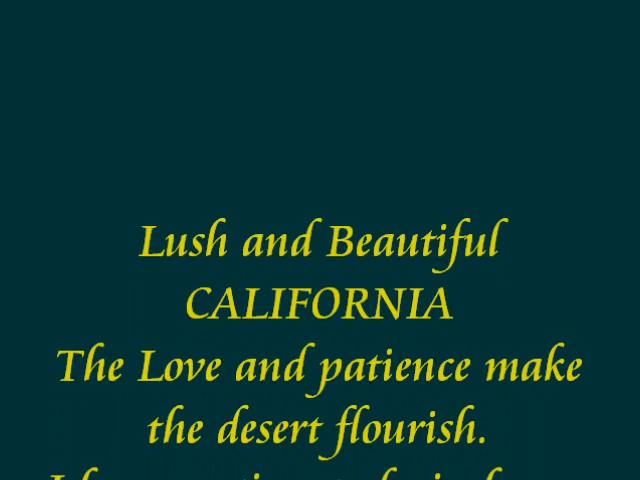 Lush and Beautiful
CALIFORNIA
The Love and patience make
the desert flourish.